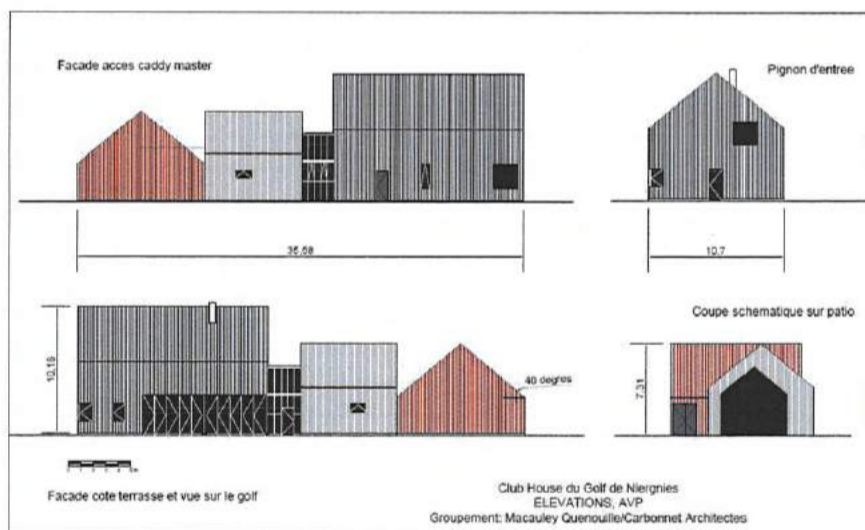 Facade acces caddy master
Pignon d'entree
35,68
10,7
Coupe schematique sur patio
10,16
40 degres
7,31
Facade cote terrasse et vue sur le golf
Club House du Golf de Niergnies
ELEVATIONS, AVP
Groupement: Macauley Quenouille/Carbonnet Architectes